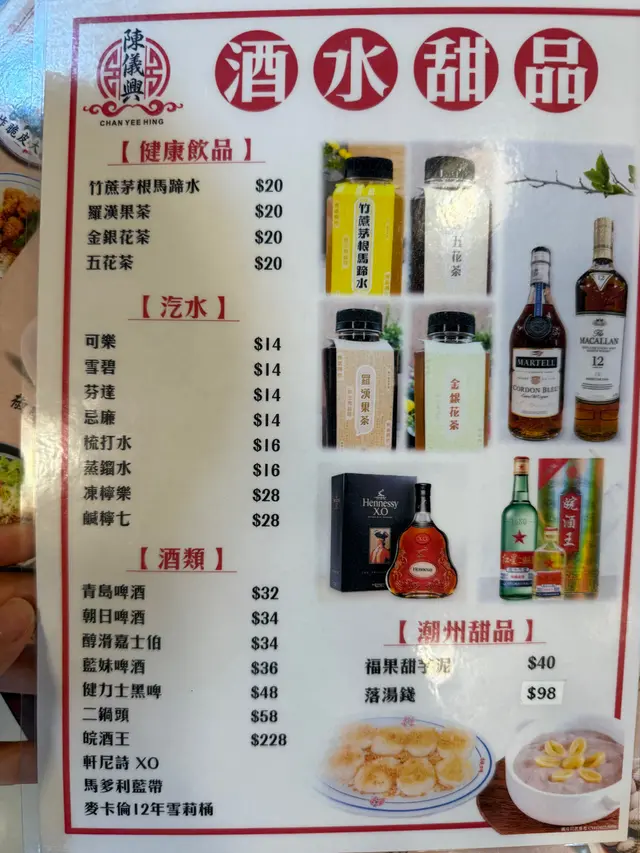 陳儀興
CHAN YEE HING
酒水甜品
【健康飲品】
竹蔗茅根馬蹄水 $20
羅漢果茶 $20
金銀花茶 $20
五花茶 $20
【汽水】
可樂 $14
雪碧 $14
芬達 $14
忌廉 $14
梳打水 $16
蒸鎦水 $16
凍檸樂 $28
鹹檸七 $28
【酒類】
青島啤酒 $32
朝日啤酒 $34
醇滑嘉士伯 $34
藍妹啤酒 $36
健力士黑啤 $48
二鍋頭 $58
皖酒王 $228
軒尼詩 XO
馬爹利藍帶
麥卡倫12年雪莉桶
竹蔗茅根馬蹄水
五花茶
羅漢果茶
金銀花茶
MARTELL
CORDON BLEU
The
MACALLAN
12
Hennessy
X.O
皖酒王
【潮州甜品】
福果甜芋泥 $40
落湯錢 $98